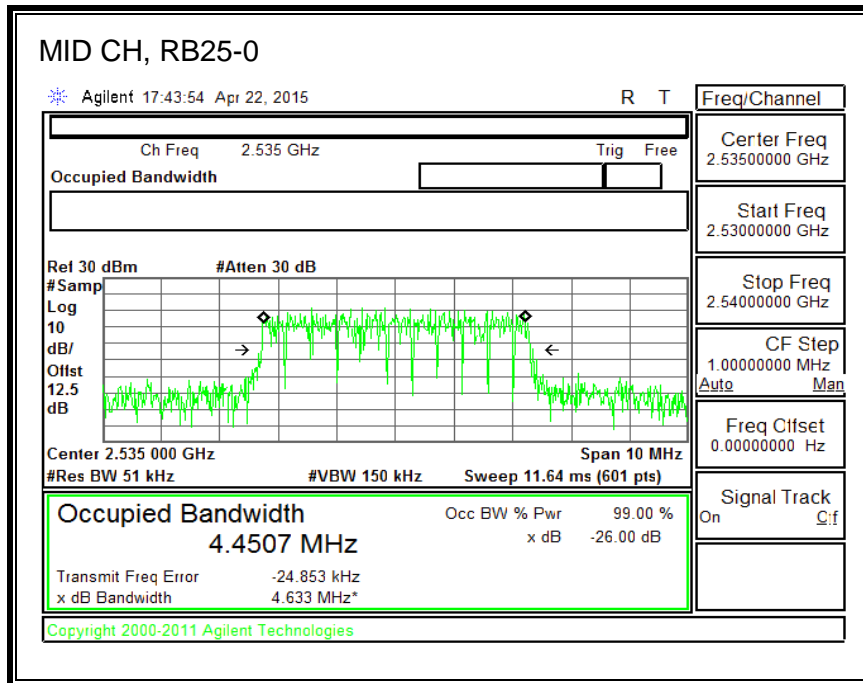 MID CH, RB25-0
Agilent 17:43:54 Apr 22, 2015 R T
Freq/Channel
Ch Freq 2.535 GHz Trig Free
Occupied Bandwidth
Center Freq
2.53500000 GHz
Start Freq
2.53000000 GHz
Stop Freq
2.54000000 GHz
CF Step
1.00000000 MHz
Auto Man
Freq Offset
0.00000000 Hz
Signal Track
On Off
Ref 30 dBm #Atten 30 dB
#Samp
Log
10
dB/
Offst
12.5
dB
Center 2.535 000 GHz Span 10 MHz
#Res BW 51 kHz #VBW 150 kHz Sweep 11.64 ms (601 pts)
Occupied Bandwidth
4.4507 MHz
Occ BW % Pwr 99.00 %
x dB -26.00 dB
Transmit Freq Error -24.853 kHz
x dB Bandwidth 4.633 MHz*
Copyright 2000-2011 Agilent Technologies